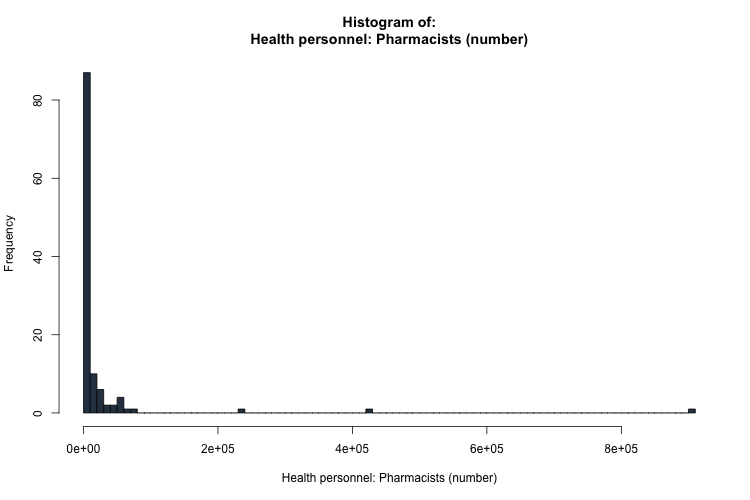 Histogram of:
Health personnel: Pharmacists (number)
Frequency
80
60
40
20
0
0e+00 2e+05 4e+05 6e+05 8e+05
Health personnel: Pharmacists (number)